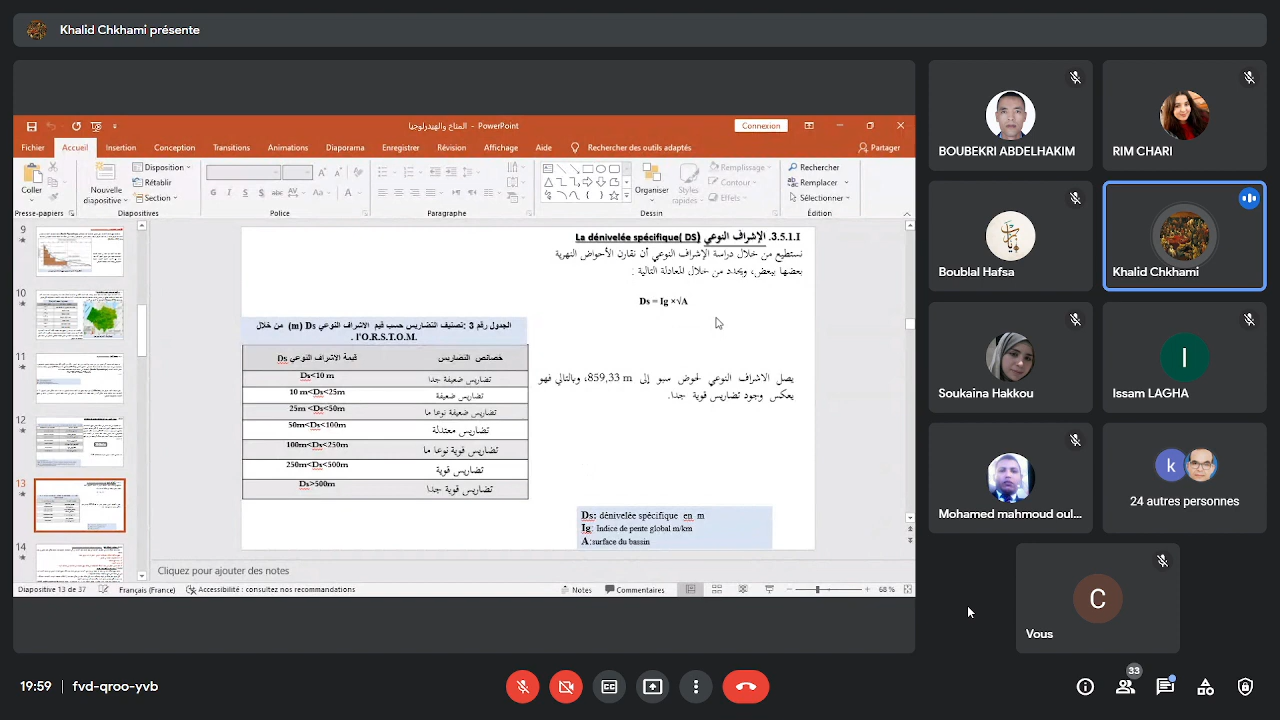 Khalid Chkhami présente
المناخ والهيدرولوجيا - PowerPoint
Connexion
Fichier Accueil Insertion Conception Transitions Animations Diaporama Enregistrer Révision Affichage Aide Rechercher des outils adaptés Partager
Coller
Nouvelle diapositive
Disposition
Rétablir
Section
G I S
Organiser
Styles rapides
Remplissage
Contour
Effets
Rechercher
Remplacer
Sélectionner
Presse-papiers Diapositives Police Paragraphe Dessin Édition
9
10
11
12
13
14
3.5.1.I. الإشراف النوعي La dénivelée spécifique( DS)
نستطيع من خلال دراسة الإشراف النوعي أن نقارن الأحواض النهرية
بعضها ببعض، ويحدد من خلال المعادلة التالية :
Ds = Ig ×√A
الجدول رقم 3 :تصنيف التضاريس حسب قيم الاشراف النوعي Ds (m) من خلال
l'O.R.S.T.O.M. .
قيمة الاشراف النوعي Ds خصائص التضاريس
Ds<10 m تضاريس ضعيفة جدا
10 m<Ds<25m تضاريس ضعيفة
25m <Ds<50m تضاريس ضعيفة نوعا ما
50m<Ds<100m تضاريس معتدلة
100m<Ds<250m تضاريس قوية نوعا ما
250m<Ds<500m تضاريس قوية
Ds>500m تضاريس قوية جدا
يصل الاشراف النوعي لحوض سبو إلى 859,33 m، وبالتالي فهو
يعكس وجود تضاريس قوية جدا.
Ds: dénivelée spécifique en m
Ig: Indice de pente global m/km
A :surface du bassin
Cliquez pour ajouter des notes
Diapositive 13 de 37 Français (France) Accessibilité : consultez nos recommandations Notes Commentaires 68 %
BOUBEKRI ABDELHAKIM
RIM CHARI
Boublal Hafsa
Khalid Chkhami
Soukaina Hakkou
I
Issam LAGHA
Mohamed mahmoud oul...
k
24 autres personnes
C
Vous
19:59 fvd-qroo-yvb
33